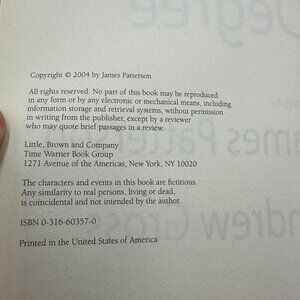 Copyright © 2004 by James Patterson
All rights reserved. No part of this book may be reproduced
in any form or by any electronic or mechanical means, including
information storage and retrieval systems, without permission
in writing from the publisher, except by a reviewer
who may quote brief passages in a review.
Little, Brown and Company
Time Warner Book Group
1271 Avenue of the Americas, New York, NY 10020
The characters and events in this book are fictitious.
Any similarity to real persons, living or dead,
is coincidental and not intended by the author.
ISBN 0-316-60357-0
Printed in the United States of America